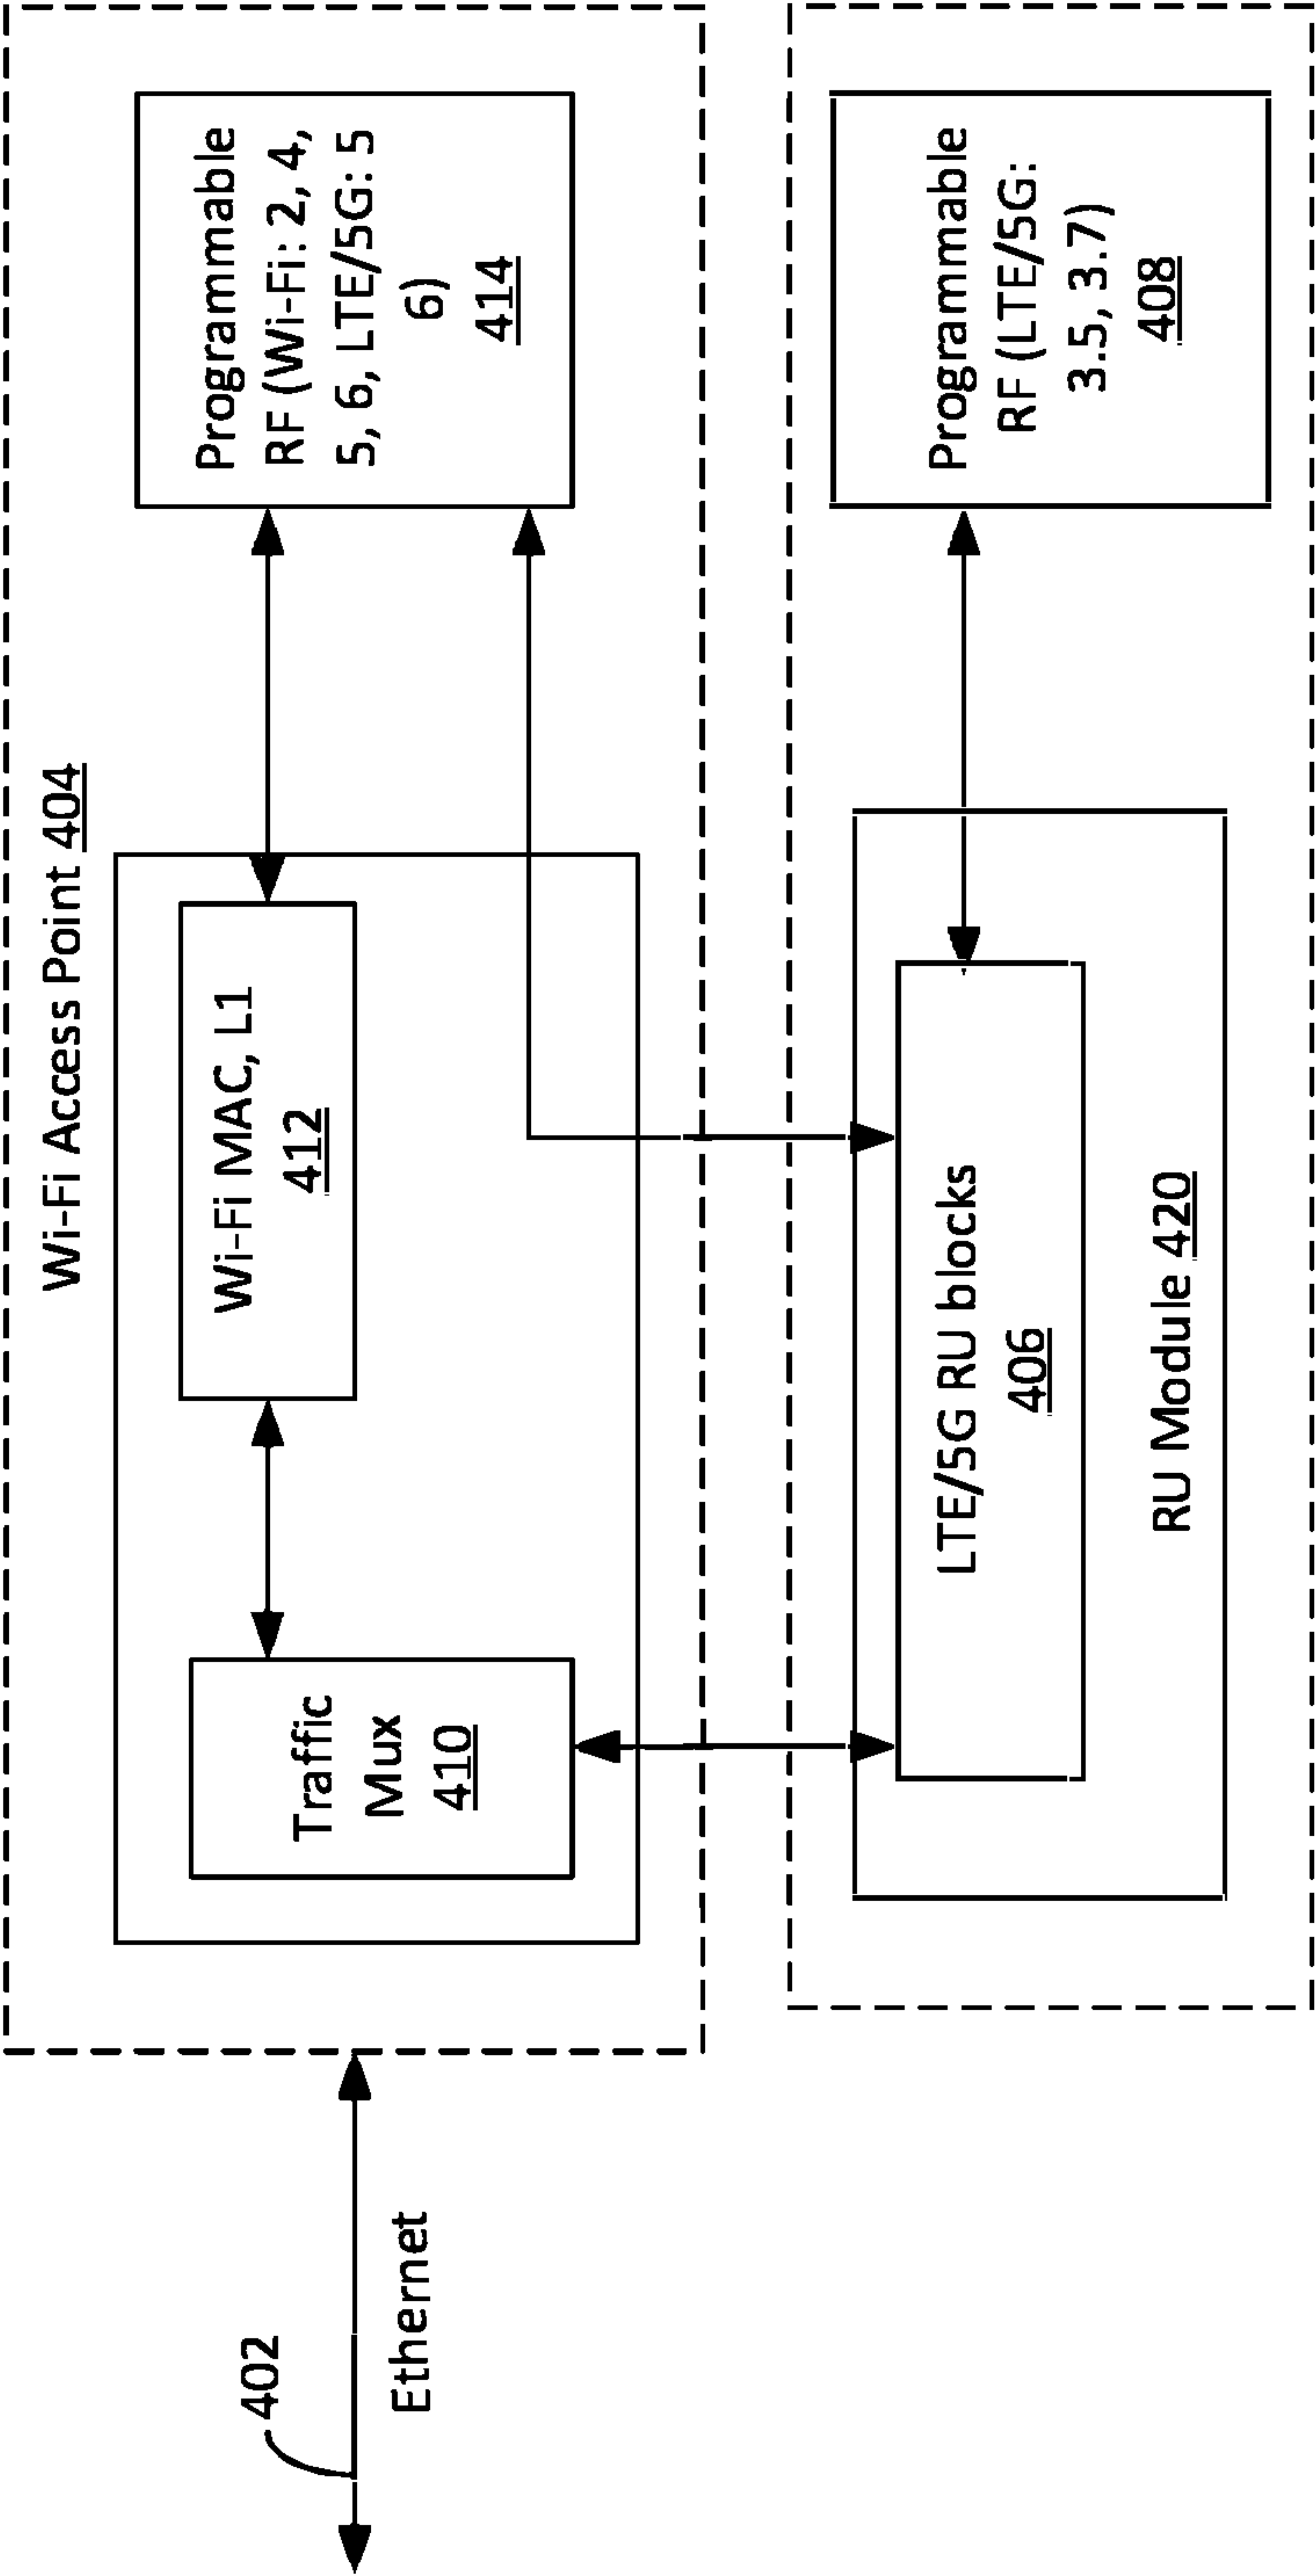 Wi-Fi Access Point 404
402
Ethernet
Traffic
Mux
410
Wi-Fi MAC, L1
412
Programmable
RF (Wi-Fi: 2, 4,
5, 6, LTE/5G: 5
6)
414
LTE/5G RU blocks
406
RU Module 420
Programmable
RF (LTE/5G:
3.5, 3.7)
408